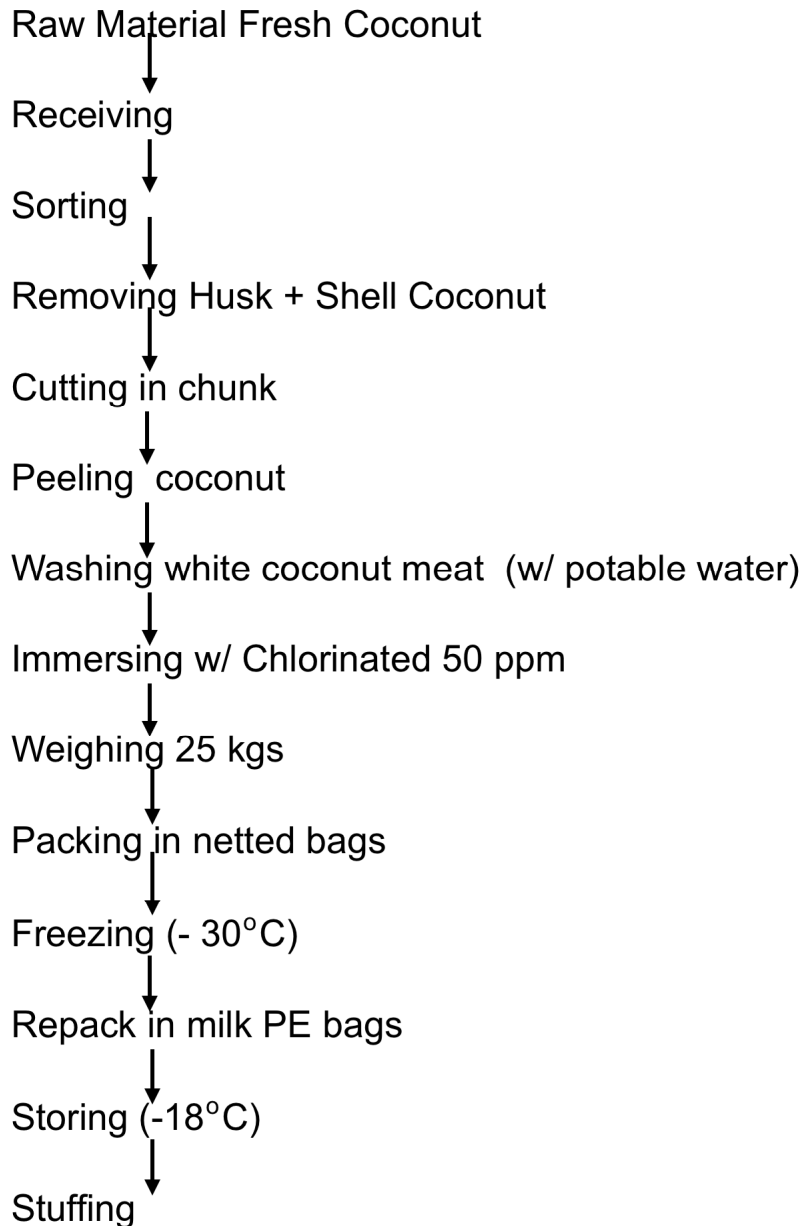 Raw Material Fresh Coconut
Receiving
Sorting
Removing Husk + Shell Coconut
Cutting in chunk
Peeling  coconut
Washing white coconut meat  (w/ potable water)
Immersing w/ Chlorinated 50 ppm
Weighing 25 kgs
Packing in netted bags
Freezing (- 30°C)
Repack in milk PE bags
Storing (-18°C)
Stuffing